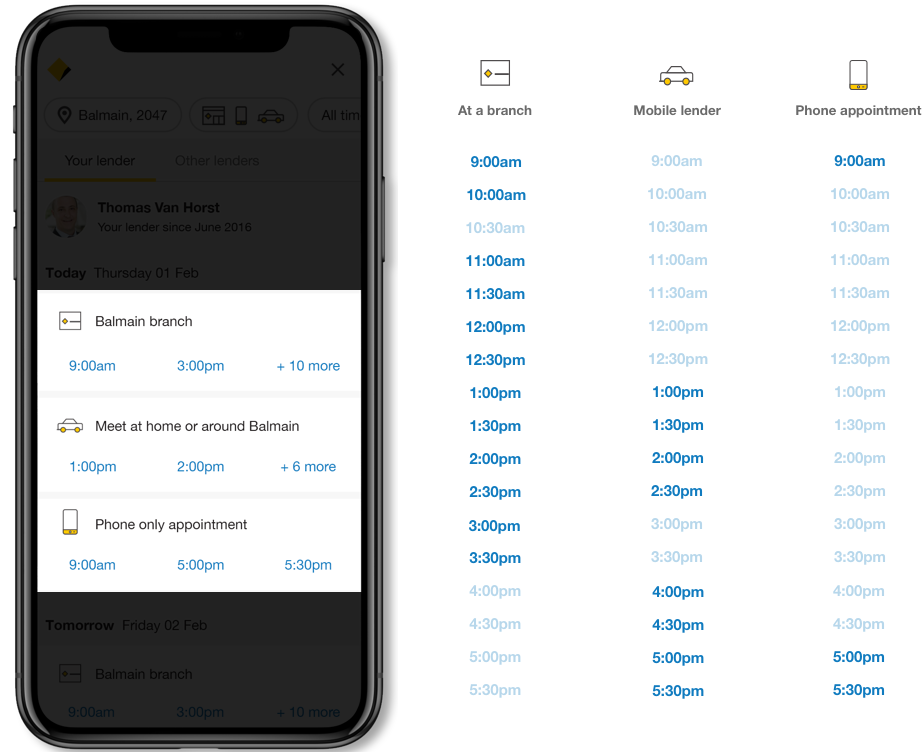 Balmain, 2047
All tim
Your lender Other lenders
Thomas Van Horst
Your lender since June 2016
Today Thursday 01 Feb
Balmain branch
9:00am 3:00pm + 10 more
Meet at home or around Balmain
1:00pm 2:00pm + 6 more
Phone only appointment
9:00am 5:00pm 5:30pm
Tomorrow Friday 02 Feb
Balmain branch
9:00am 3:00pm + 10 more
At a branch Mobile lender Phone appointment
9:00am 9:00am 9:00am
10:00am 10:00am 10:00am
10:30am 10:30am 10:30am
11:00am 11:00am 11:00am
11:30am 11:30am 11:30am
12:00pm 12:00pm 12:00pm
12:30pm 12:30pm 12:30pm
1:00pm 1:00pm 1:00pm
1:30pm 1:30pm 1:30pm
2:00pm 2:00pm 2:00pm
2:30pm 2:30pm 2:30pm
3:00pm 3:00pm 3:00pm
3:30pm 3:30pm 3:30pm
4:00pm 4:00pm 4:00pm
4:30pm 4:30pm 4:30pm
5:00pm 5:00pm 5:00pm
5:30pm 5:30pm 5:30pm